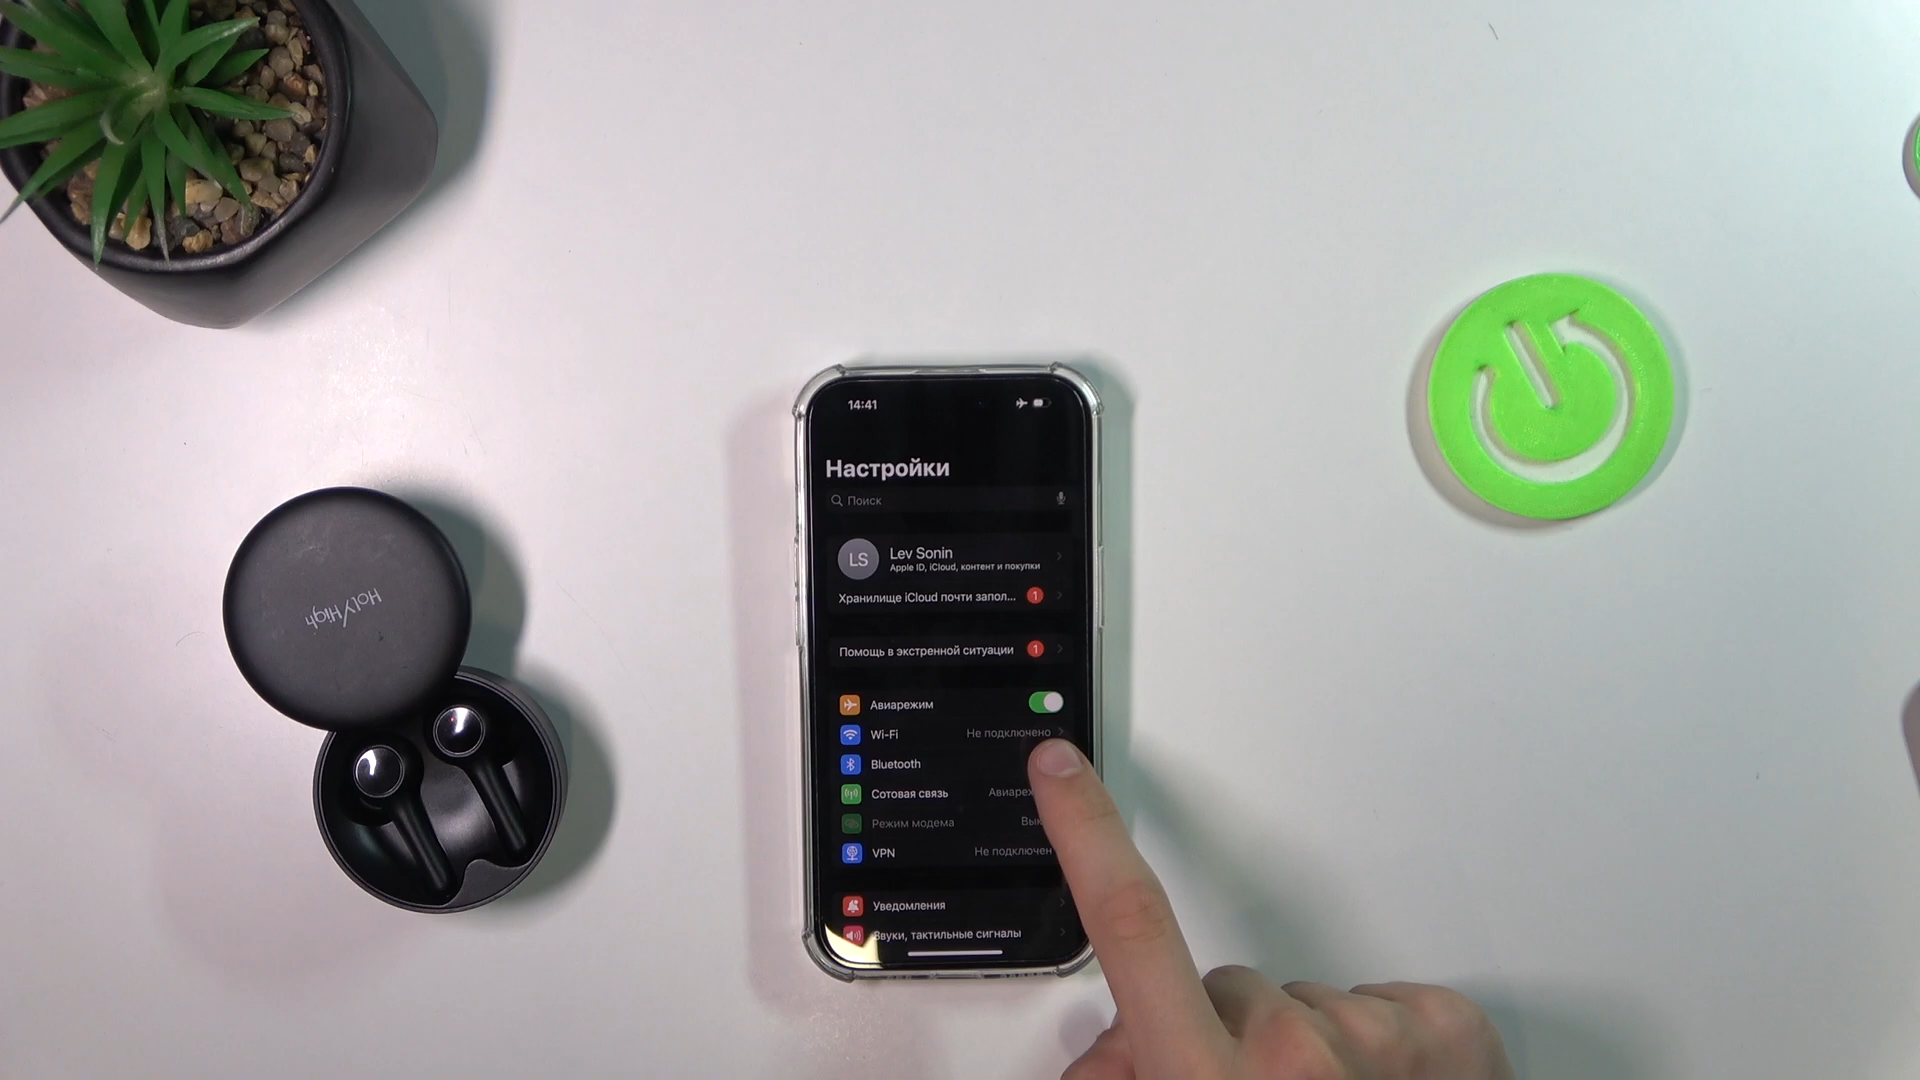 14:41
Настройки
Поиск
LS
Lev Sonin
Apple ID, iCloud, контент и покупки
Хранилище iCloud почти запол... 1
Помощь в экстренной ситуации 1
Авиарежим
Wi-Fi Не подключено
Bluetooth
Сотовая связь
Режим модема
VPN Не подключен
Уведомления
Звуки, тактильные сигналы
HolyHigh